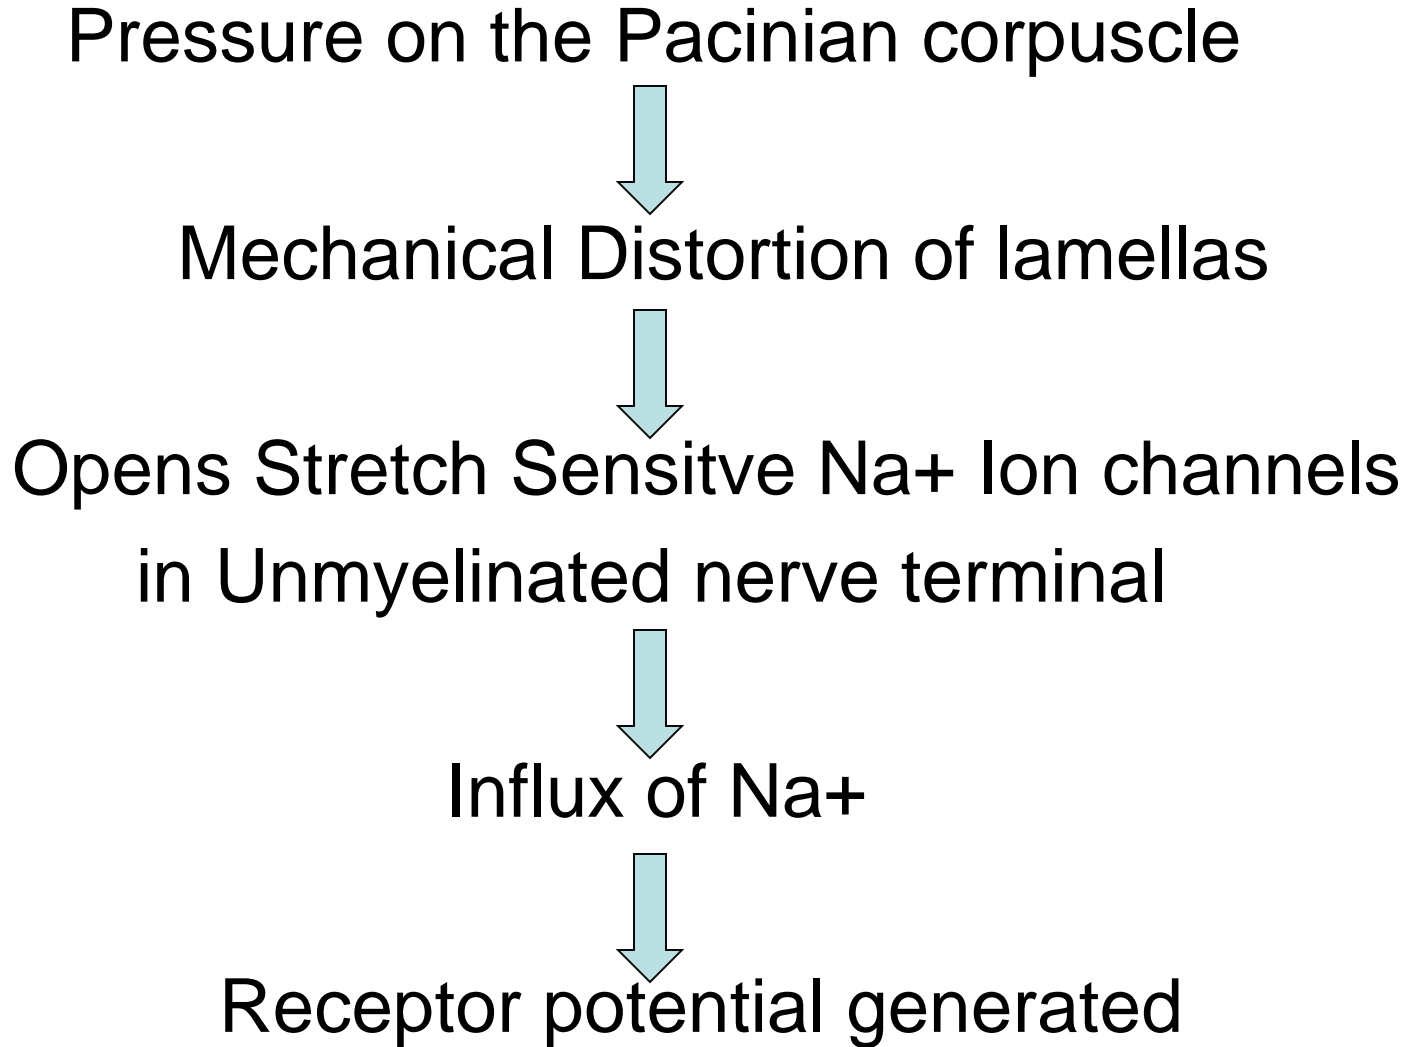 Pressure on the Pacinian corpuscle
Mechanical Distortion of lamellas
Opens Stretch Sensitve Na+ Ion channels
in Unmyelinated nerve terminal
Influx of Na+
Receptor potential generated